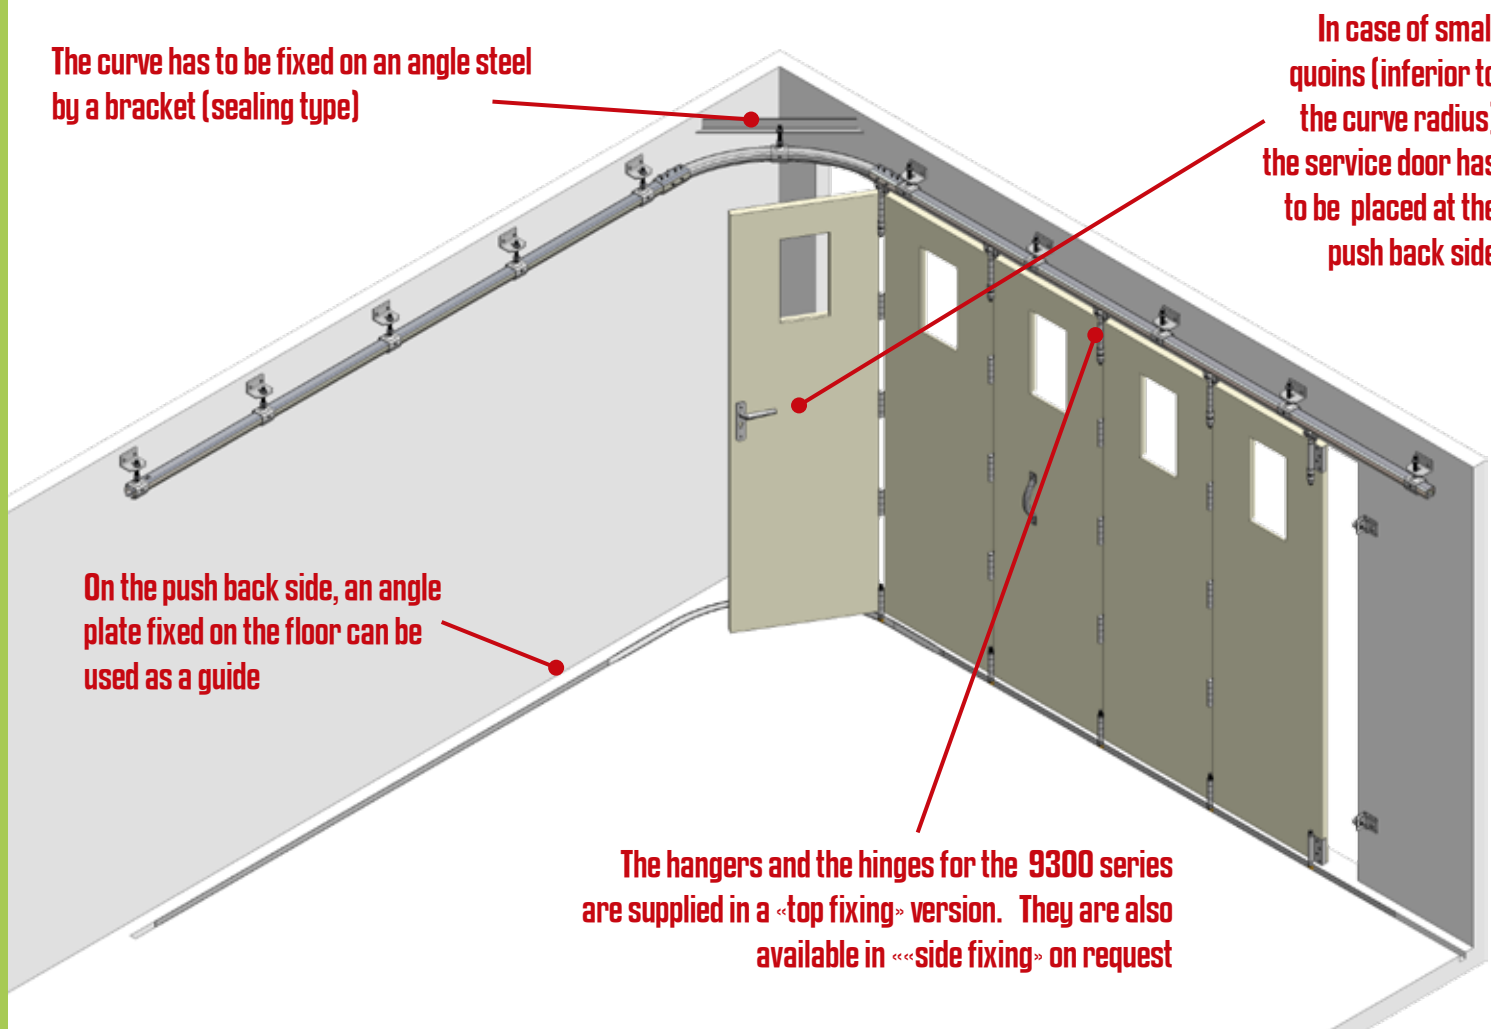 The curve has to be fixed on an angle steel
by a bracket (sealing type)
In case of smal
quoins (inferior to
the curve radius)
the service door has
to be placed at the
push back side
On the push back side, an angle
plate fixed on the floor can be
used as a guide
The hangers and the hinges for the 9300 series
are supplied in a «top fixing» version. They are also
available in ««side fixing» on request